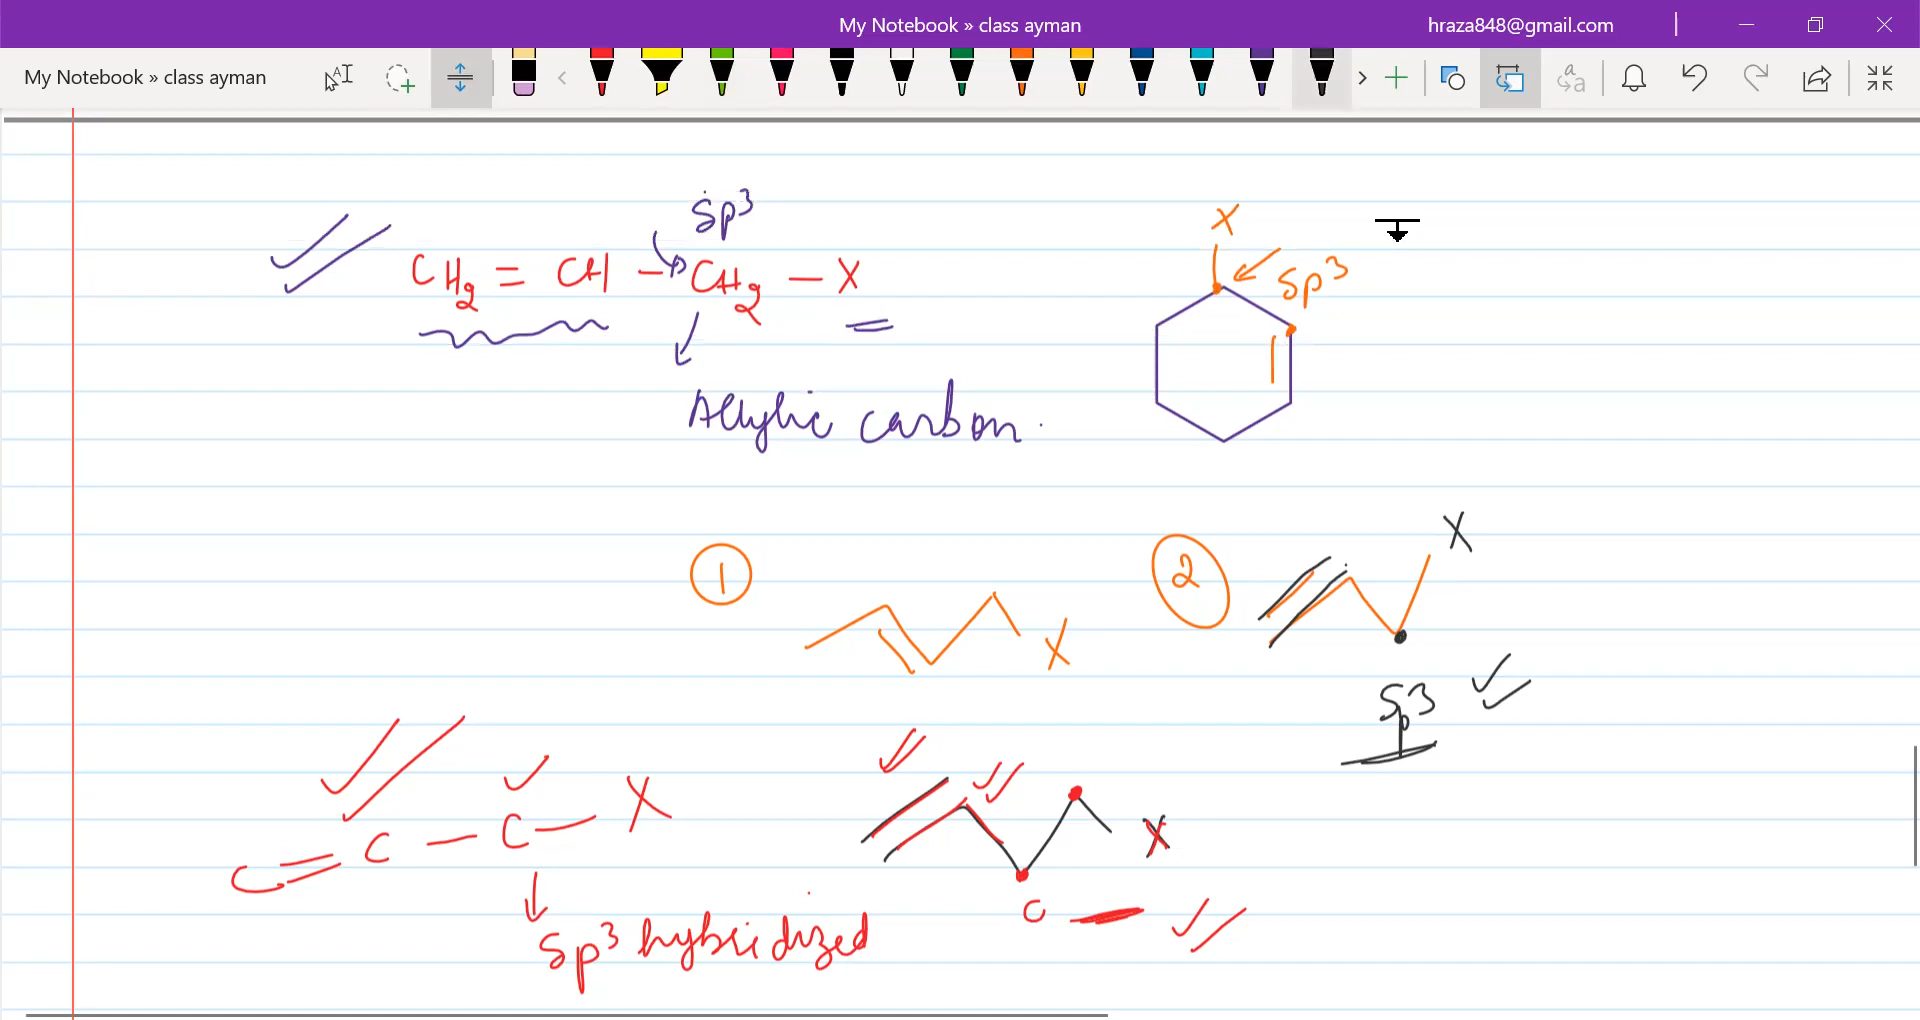 My Notebook » class ayman
hraza848@gmail.com
My Notebook » class ayman
Sp³
CH₂ = CH - CH₂ - X
Allylic carbon.
X
Sp³
1
X
2
X
Sp3
C = C - C - X
Sp³ hybridized
X
C